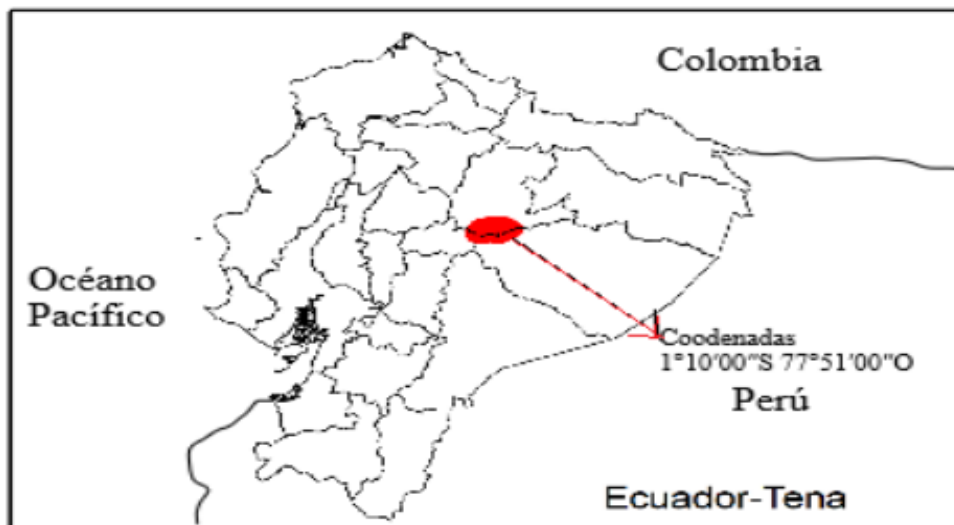 Colombia
Océano
Pacífico
Coodenadas
1°10'00"S 77°51'00"O
Perú
Ecuador-Tena